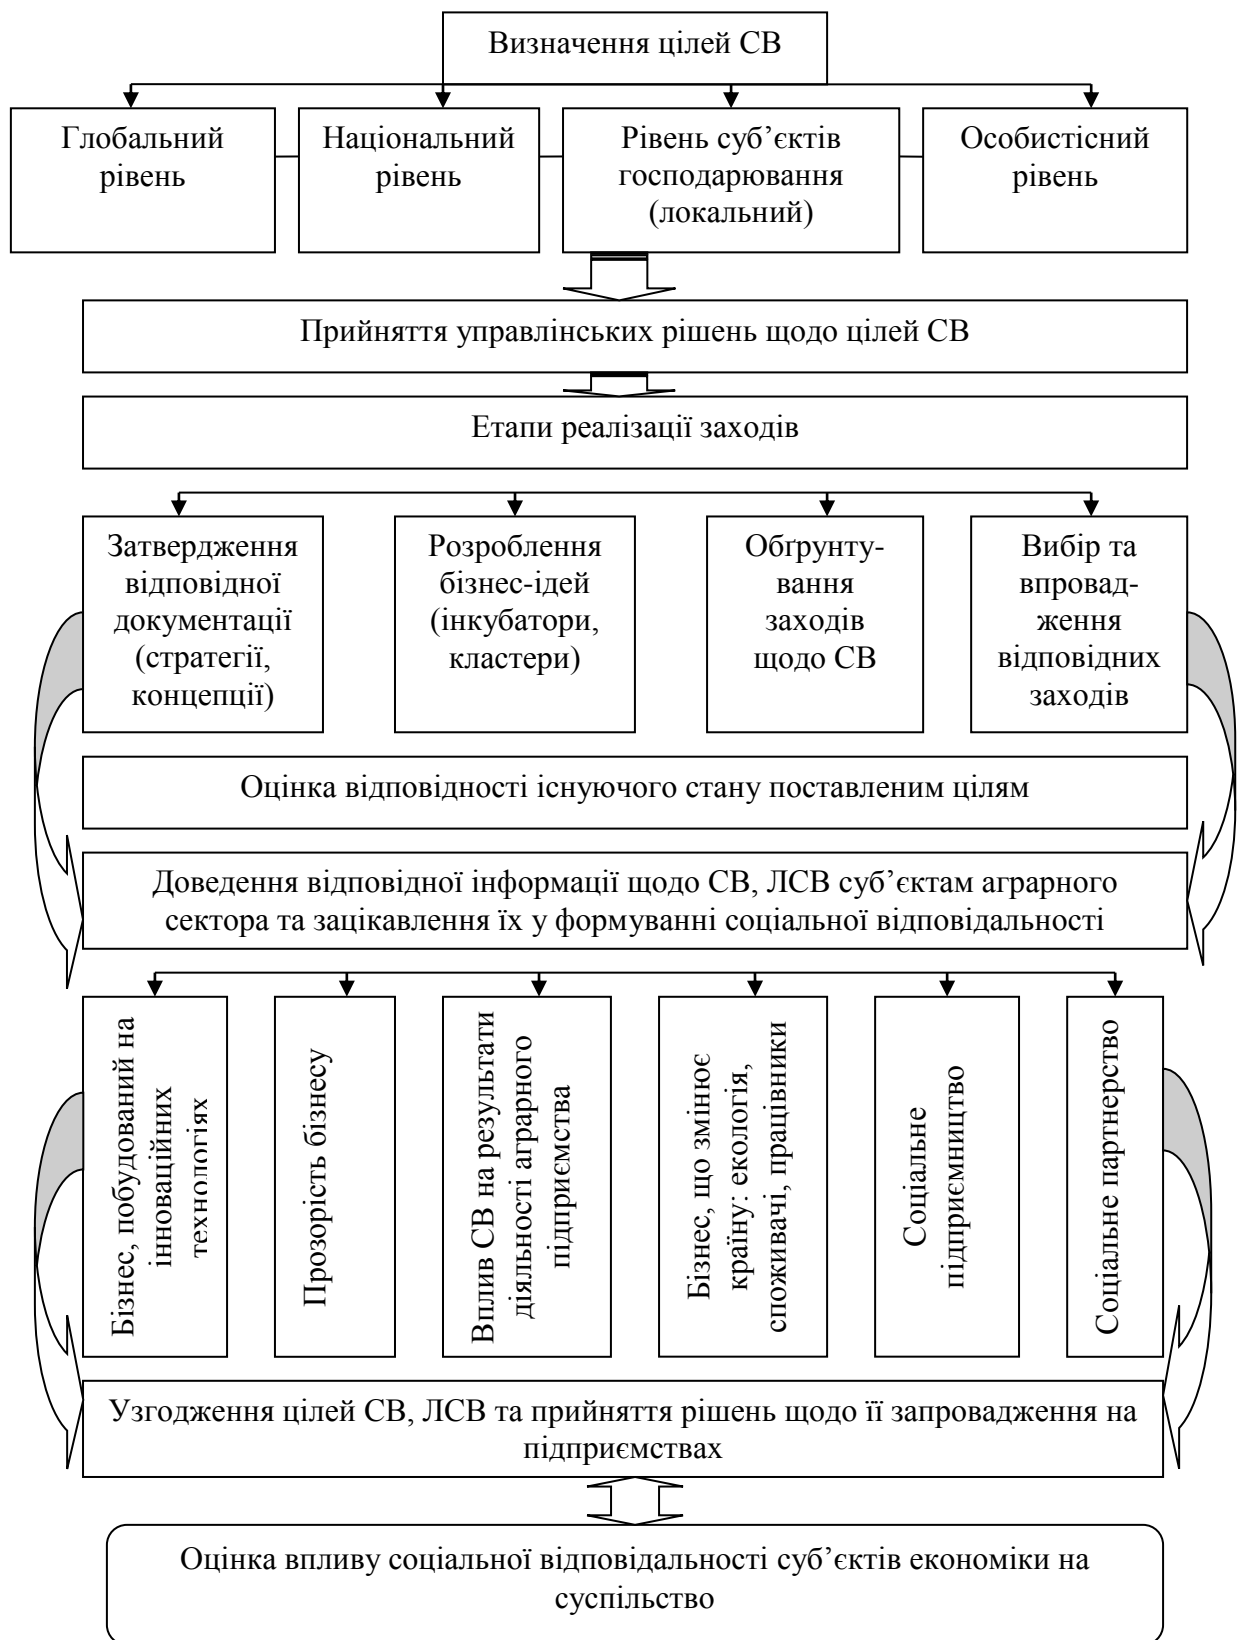 Визначення цілей СВ
Глобальний
рівень
Національний
рівень
Рівень суб’єктів
господарювання
(локальний)
Особистісний
рівень
Прийняття управлінських рішень щодо цілей СВ
Етапи реалізації заходів
Затвердження
відповідної
документації
(стратегії,
концепції)
Розроблення
бізнес-ідей
(інкубатори,
кластери)
Обґрунту-
вання
заходів
щодо СВ
Вибір та
впровад-
ження
відповідних
заходів
Оцінка відповідності існуючого стану поставленим цілям
Доведення відповідної інформації щодо СВ, ЛСВ суб’єктам аграрного
сектора та зацікавлення їх у формуванні соціальної відповідальності
Бізнес, побудований на
інноваційних
технологіях
Прозорість бізнесу
Вплив СВ на результати
діяльності аграрного
підприємства
Бізнес, що змінює
країну: екологія,
споживачі, працівники
Соціальне
підприємництво
Соціальне партнерство
Узгодження цілей СВ, ЛСВ та прийняття рішень щодо її запровадження на
підприємствах
Оцінка впливу соціальної відповідальності суб’єктів економіки на
суспільство